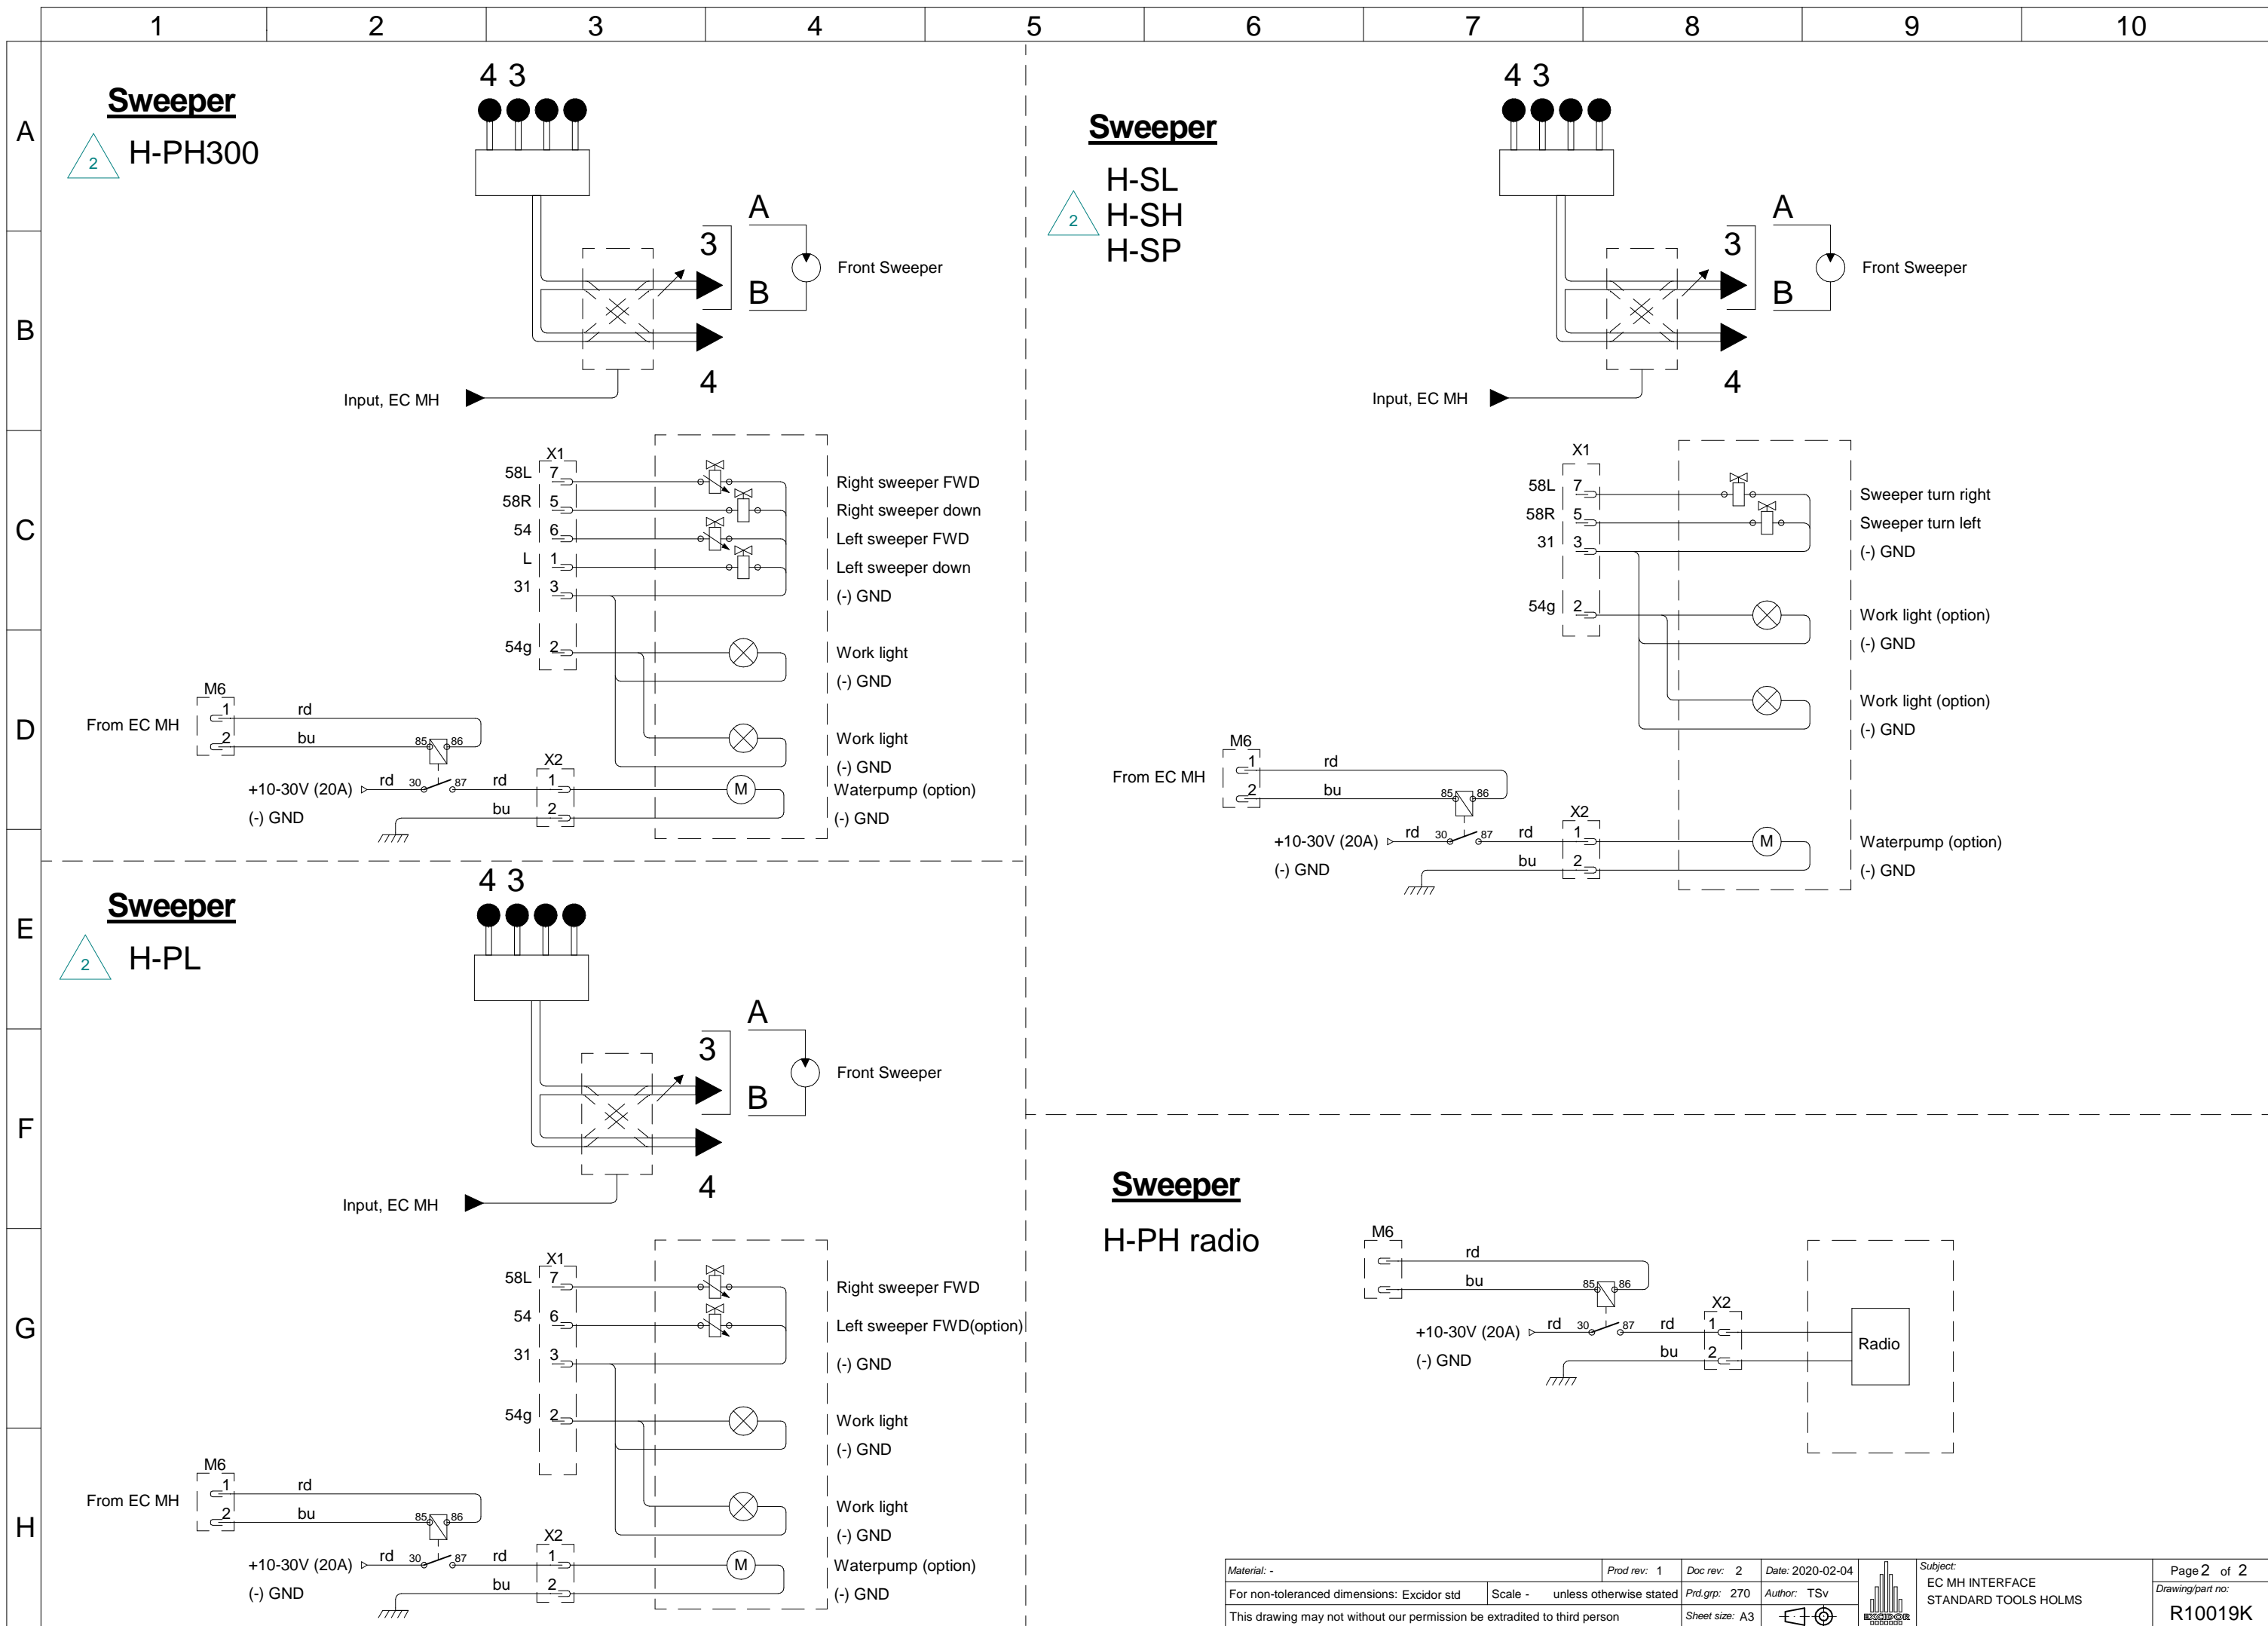 1 2 3 4 5 6 7 8 9 10
A
B
C
D
E
F
G
H
Sweeper
2 H-PH300
4 3
A
3
B
Front Sweeper
4
Input, EC MH
X1
58L 7 Right sweeper FWD
58R 5 Right sweeper down
54 6 Left sweeper FWD
L 1 Left sweeper down
31 3 (-) GND
54g 2 Work light
(-) GND
Work light
(-) GND
M6
From EC MH
1 rd
2 bu
85 86
X2
+10-30V (20A) rd 30 87 rd 1 M Waterpump (option)
(-) GND bu 2 (-) GND
Sweeper
2 H-PL
4 3
A
3
B
Front Sweeper
4
Input, EC MH
X1
58L 7 Right sweeper FWD
54 6 Left sweeper FWD(option)
31 3 (-) GND
54g 2 Work light
(-) GND
Work light
(-) GND
M6
From EC MH
1 rd
2 bu
85 86
X2
+10-30V (20A) rd 30 87 rd 1 M Waterpump (option)
(-) GND bu 2 (-) GND
Sweeper
H-SL
2 H-SH
H-SP
4 3
A
3
B
Front Sweeper
4
Input, EC MH
X1
58L 7 Sweeper turn right
58R 5 Sweeper turn left
31 3 (-) GND
54g 2 Work light (option)
(-) GND
Work light (option)
(-) GND
M6
From EC MH
1 rd
2 bu
85 86
X2
+10-30V (20A) rd 30 87 rd 1 M Waterpump (option)
(-) GND bu 2 (-) GND
Sweeper
H-PH radio
M6
rd
bu
85 86
X2
+10-30V (20A) rd 30 87 rd 1
(-) GND bu 2
Radio
Material: - Prod rev: 1 Doc rev: 2 Date: 2020-02-04
For non-toleranced dimensions: Excidor std Scale - unless otherwise stated Prd.grp: 270 Author: TSv
This drawing may not without our permission be extradited to third person Sheet size: A3
EXCIDOR
Subject:
EC MH INTERFACE
STANDARD TOOLS HOLMS
Page 2 of 2
Drawing/part no:
R10019K